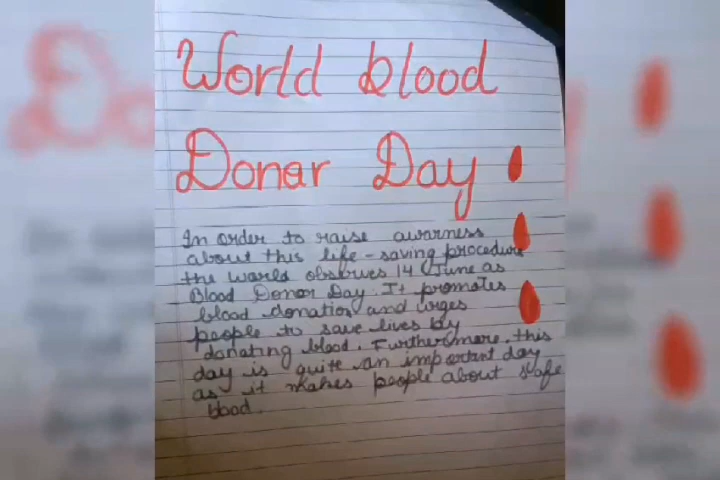 World blood
Donar Day
In order to raise awarness
about this life-saving procedure
the world observes 14 June as
Blood Donor Day. It promotes
blood donation and urges
people to save lives by
donating blood. Furthermore, this
day is quite an important day
as it makes people about safe
blood.